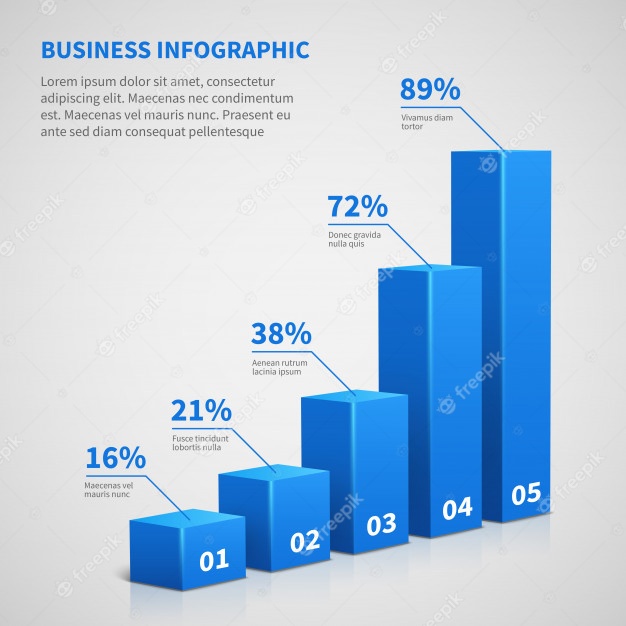 BUSINESS INFOGRAPHIC
Lorem ipsum dolor sit amet, consectetur
adipiscing elit. Maecenas nec condimentum
est. Maecenas varius mauris nunc. Praesent eu
ante sed diam consequat pellentesque
89%
Vivamus diam
tortor
72%
Donec gravida
nulla quis
38%
Aenean rutrum
lacinia ipsum
21%
Fusce tincidunt
lobortis nulla
16%
Maecenas vel
mauris nunc
01
02
03
04
05
freepik